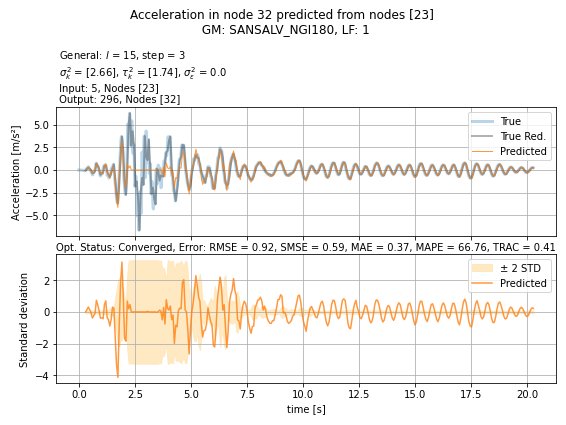 Acceleration in node 32 predicted from nodes [23]
GM: SANSALV_NGI180, LF: 1
General: l = 15, step = 3
σ²ₖ = [2.66], τ²ₖ = [1.74], σ²ε = 0.0
Input: 5, Nodes [23]
Output: 296, Nodes [32]
Acceleration [m/s²]
5.0
2.5
0.0
−2.5
−5.0
True
True Red.
Predicted
Opt. Status: Converged, Error: RMSE = 0.92, SMSE = 0.59, MAE = 0.37, MAPE = 66.76, TRAC = 0.41
Standard deviation
2
0
−2
−4
± 2 STD
Predicted
0.0 2.5 5.0 7.5 10.0 12.5 15.0 17.5 20.0
time [s]